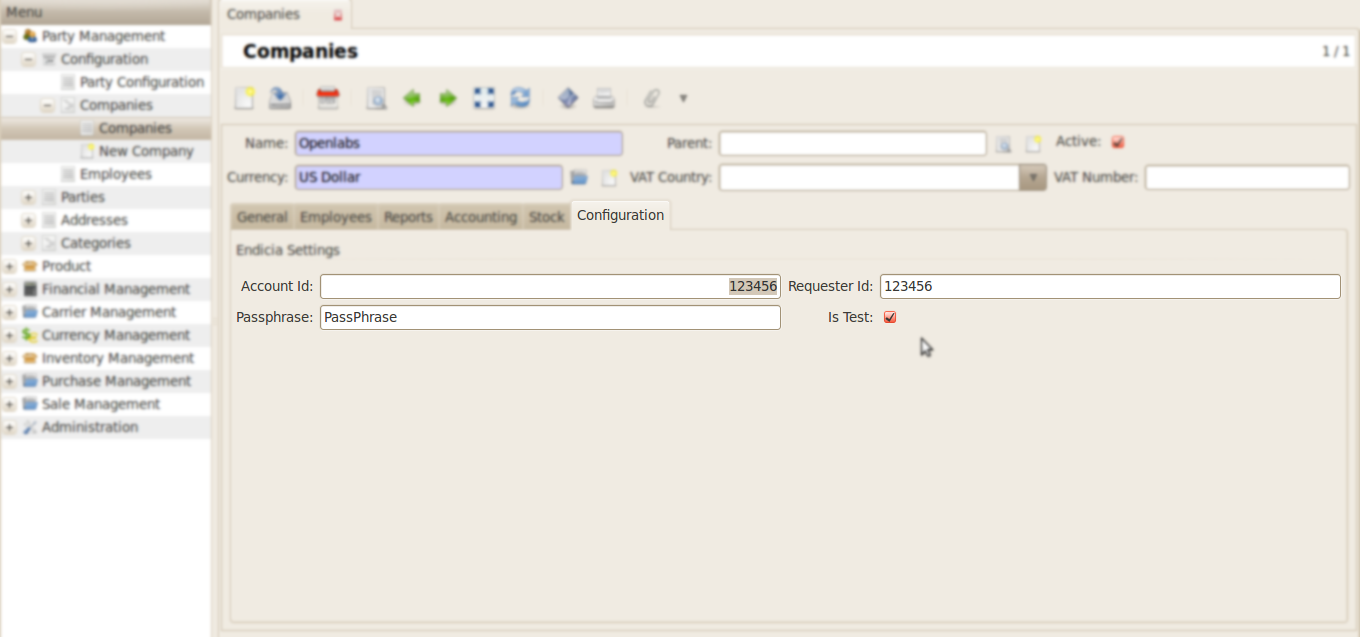 Menu
Party Management
Configuration
Party Configuration
Companies
Companies
New Company
Employees
Parties
Addresses
Categories
Product
Financial Management
Carrier Management
Currency Management
Inventory Management
Purchase Management
Sale Management
Administration
Companies
Companies 1 / 1
Name: Openlabs Parent: Active:
Currency: US Dollar VAT Country: VAT Number:
General Employees Reports Accounting Stock Configuration
Endicia Settings
Account Id: 123456 Requester Id: 123456
Passphrase: PassPhrase Is Test: